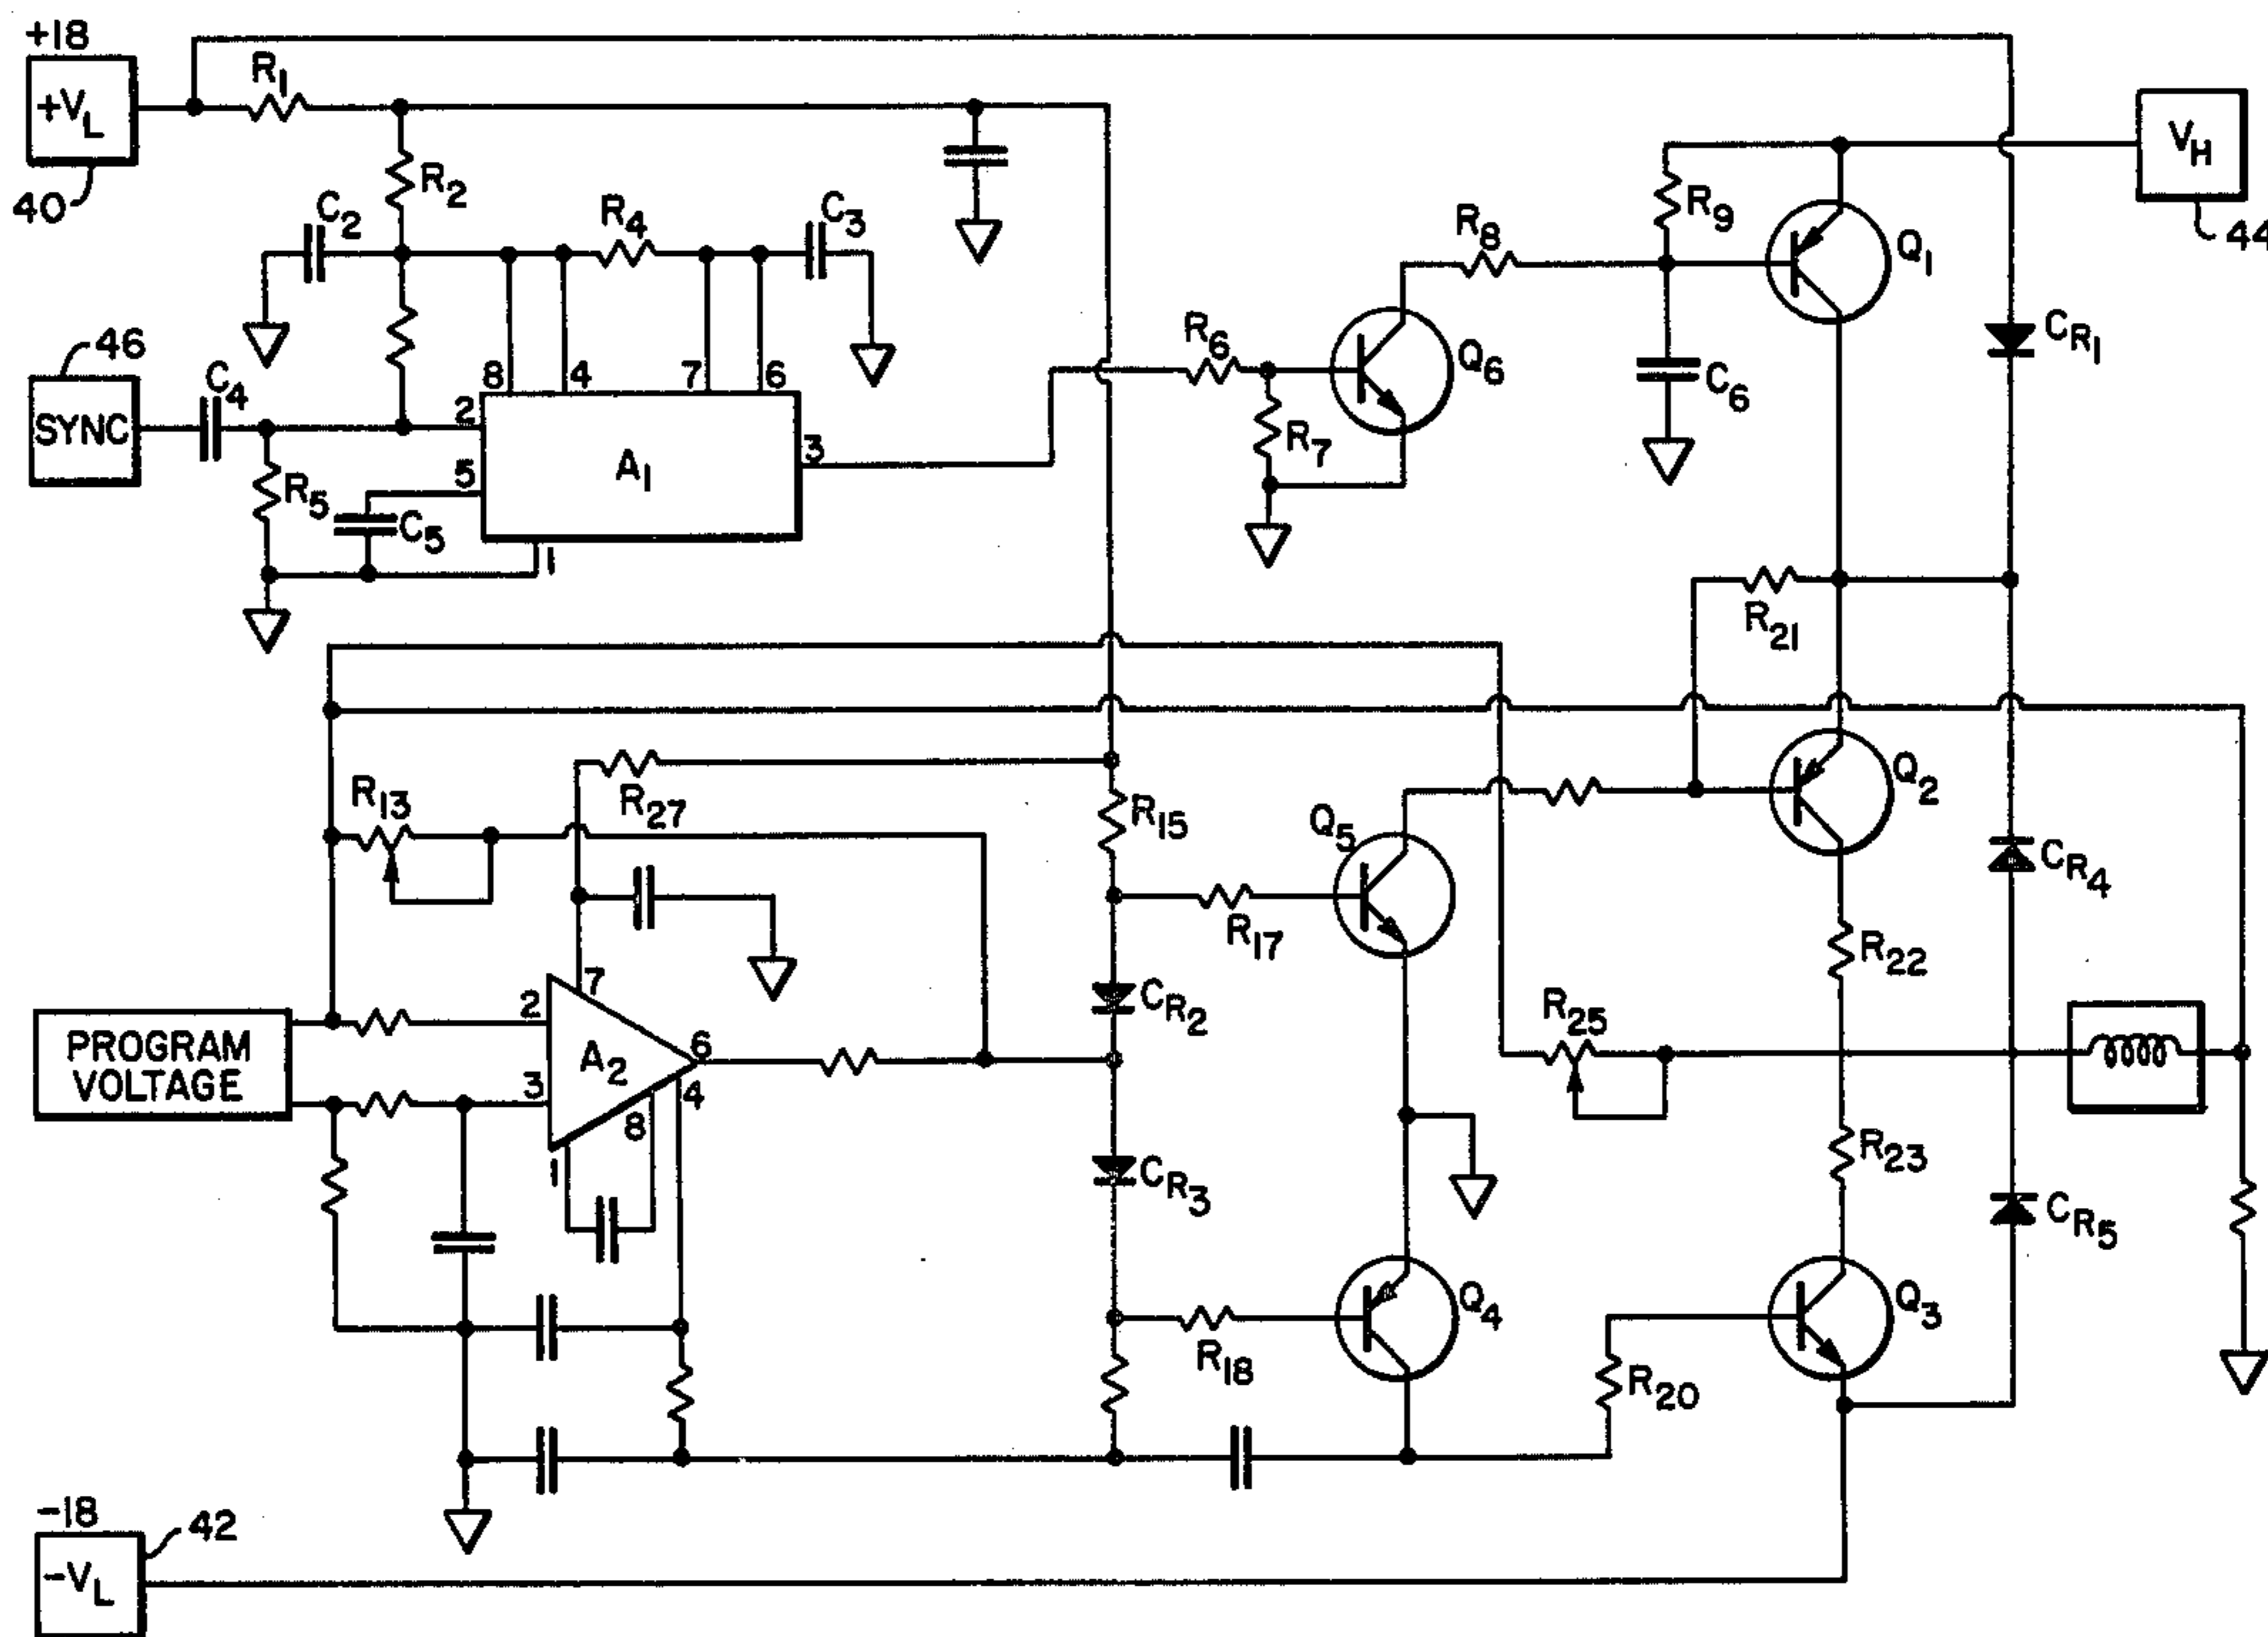 +18
+VL
40
R1
R2
C2
R4
C3
46
SYNC
C4
8
4
7
6
2
5
3
A1
R5
C5
1
R6
R7
Q6
R8
R9
C6
Q1
VH
44
CR1
R21
R13
R27
R15
Q5
R17
Q2
CR4
R22
PROGRAM
VOLTAGE
2
7
A2
6
3
4
8
1
CR2
CR3
R25
R23
CR5
R18
Q4
R20
Q3
-18
-VL
42